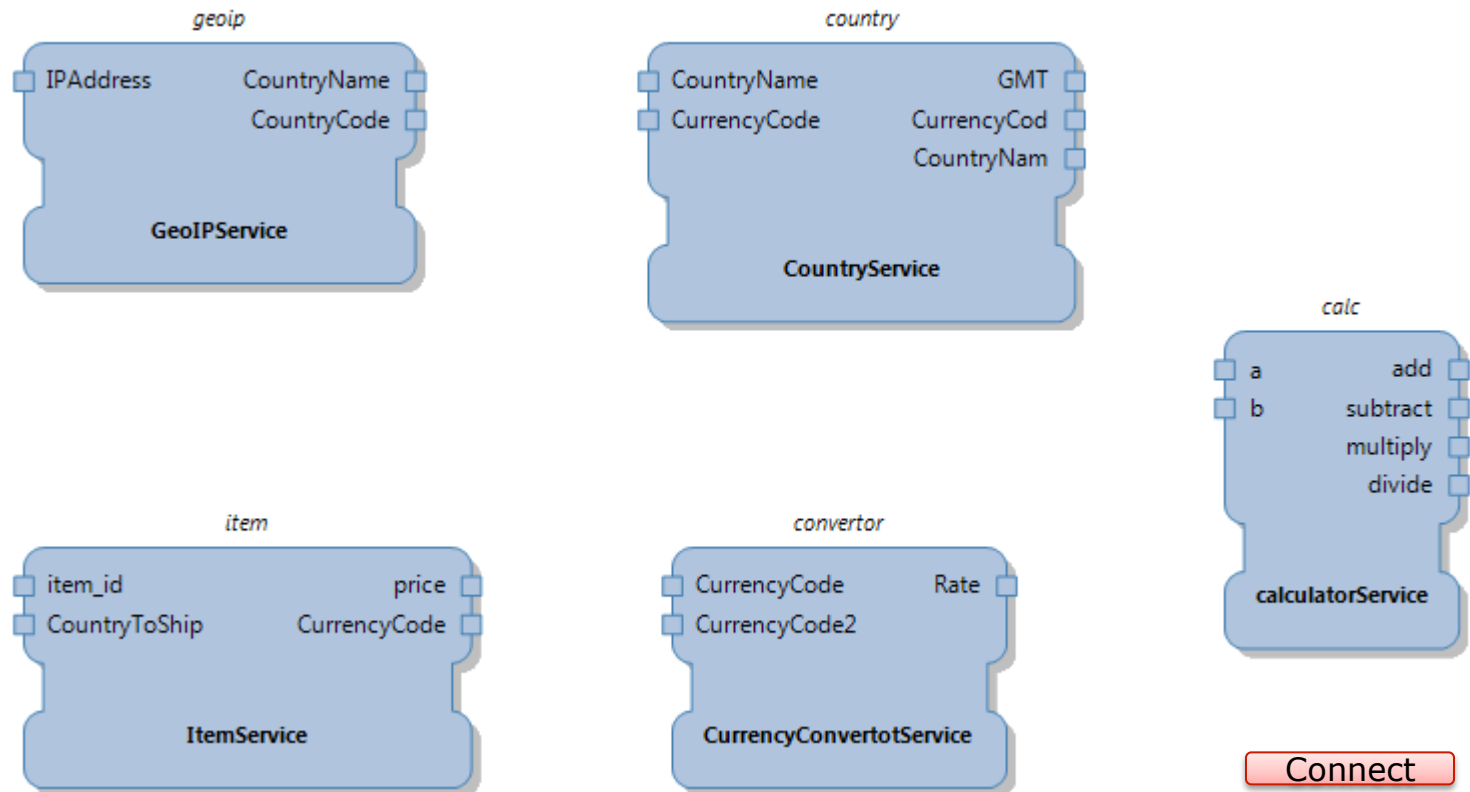 geoip
IPAddress CountryName
CountryCode
GeoIPService
country
CountryName GMT
CurrencyCode CurrencyCod
CountryNam
CountryService
calc
a add
b subtract
multiply
divide
calculatorService
item
item_id price
CountryToShip CurrencyCode
ItemService
convertor
CurrencyCode Rate
CurrencyCode2
CurrencyConvertotService
Connect